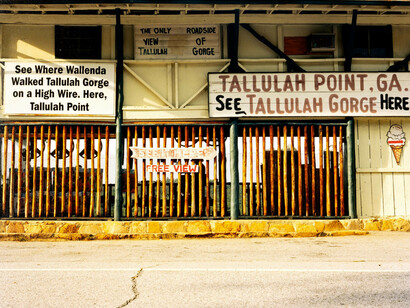 THE ONLY ROADSIDE
VIEW OF
TALLULAH GORGE
See Where Wallenda
Walked Tallulah Gorge
on a High Wire. Here,
Tallulah Point
TALLULAH POINT, GA.
SEE TALLULAH GORGE HERE
FREE VIEW